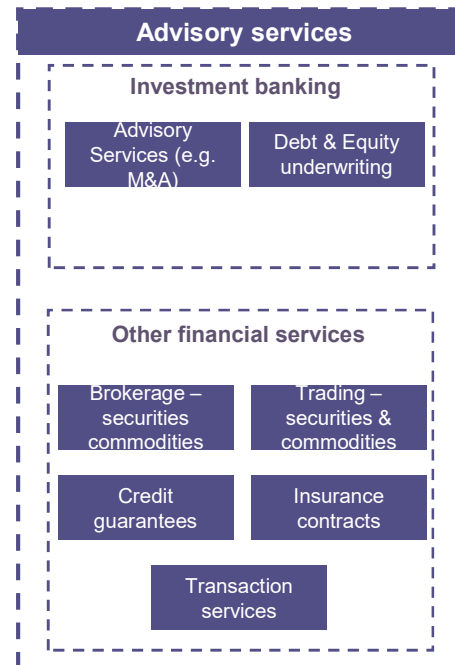 Advisory services
Investment banking
Advisory
Services (e.g.
M&A)
Debt & Equity
underwriting
Other financial services
Brokerage –
securities
commodities
Trading –
securities &
commodities
Credit
guarantees
Insurance
contracts
Transaction
services